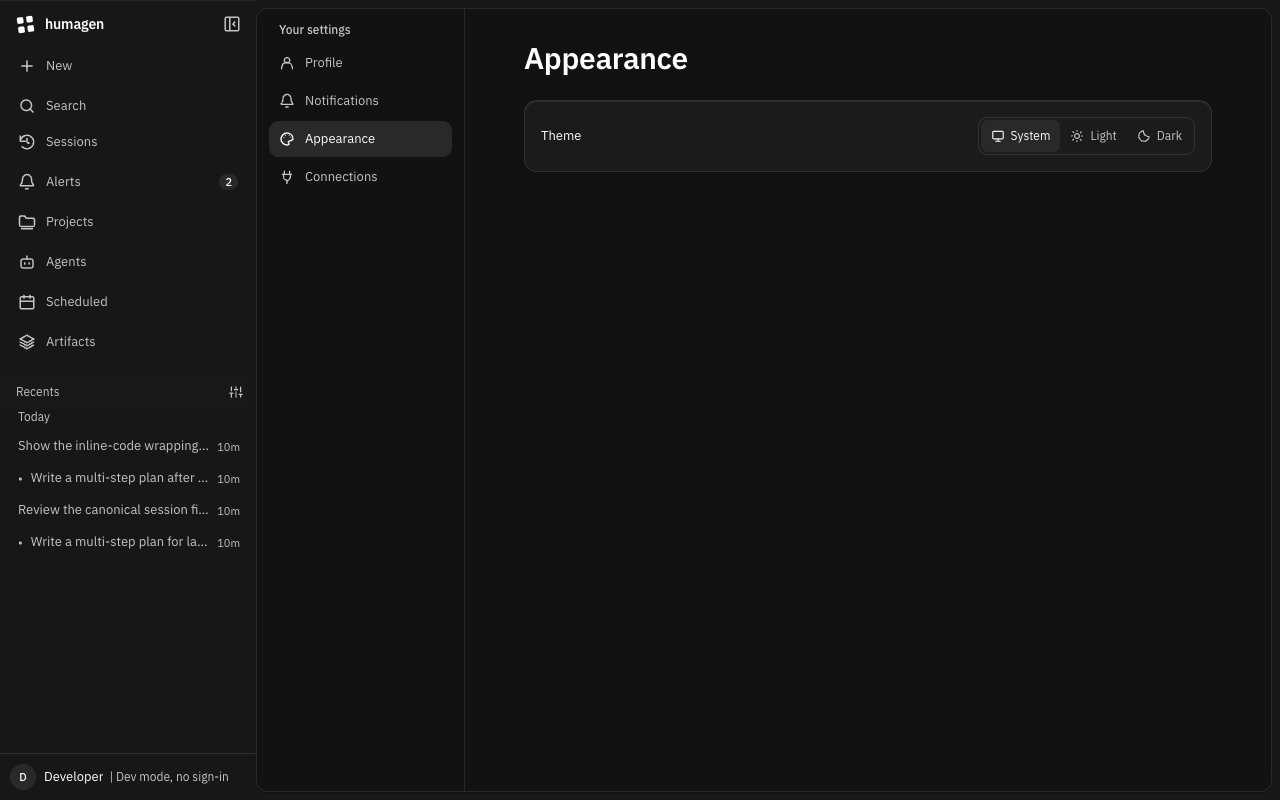 humagen
New
Search
Sessions
Alerts 2
Projects
Agents
Scheduled
Artifacts
Recents
Today
Show the inline-code wrapping... 10m
• Write a multi-step plan after ... 10m
Review the canonical session fi... 10m
• Write a multi-step plan for la... 10m
D Developer | Dev mode, no sign-in
Your settings
Profile
Notifications
Appearance
Connections
Appearance
Theme System Light Dark